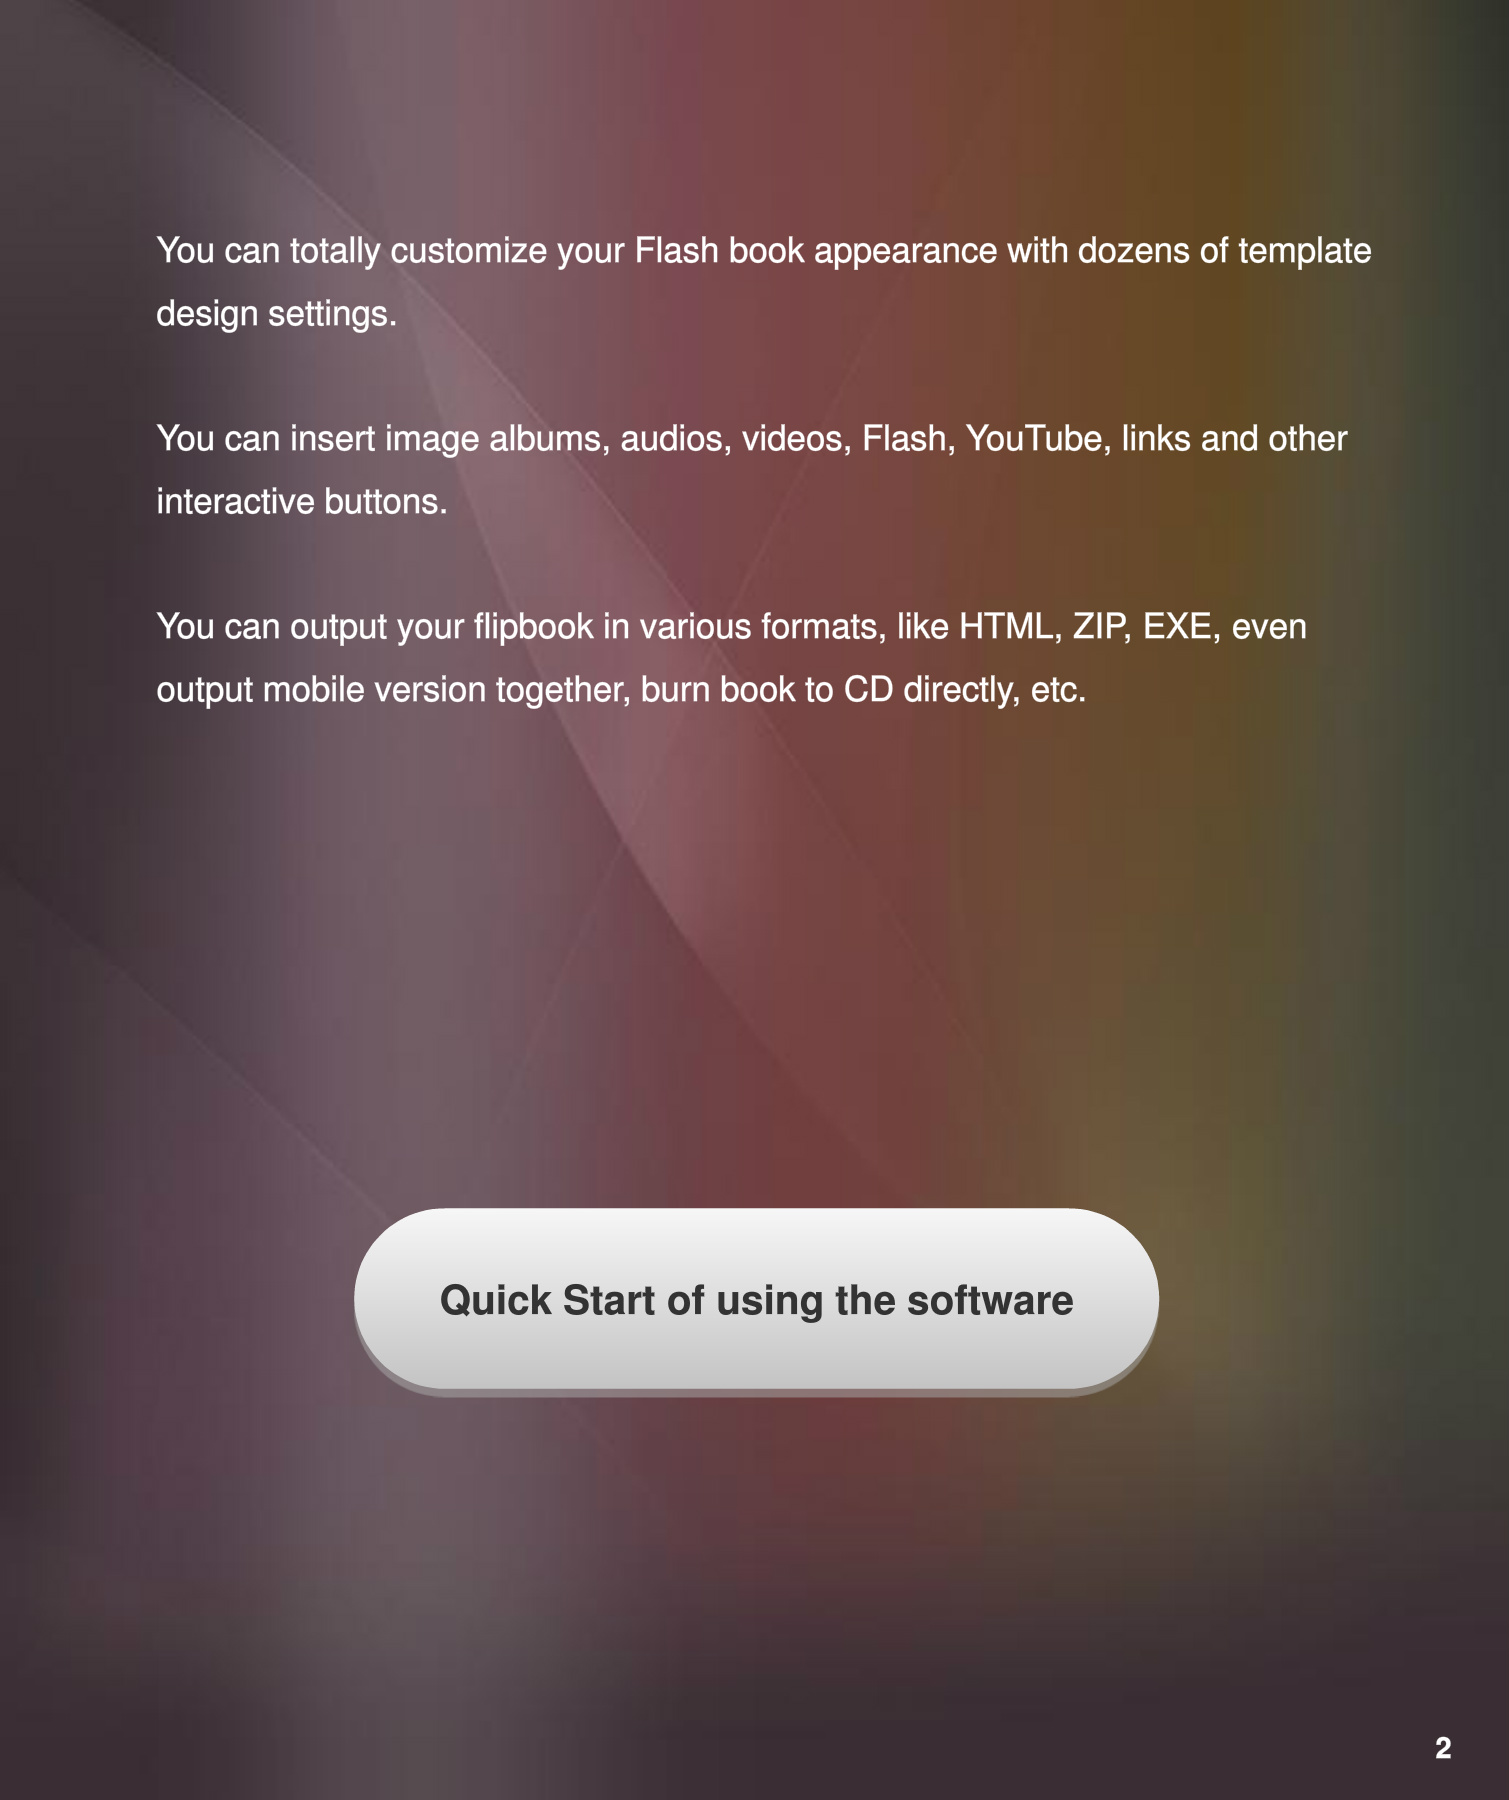 You can totally customize your Flash book appearance with dozens of template
design settings.
You can insert image albums, audios, videos, Flash, YouTube, links and other
interactive buttons.
You can output your flipbook in various formats, like HTML, ZIP, EXE, even
output mobile version together, burn book to CD directly, etc.
Quick Start of using the software
2